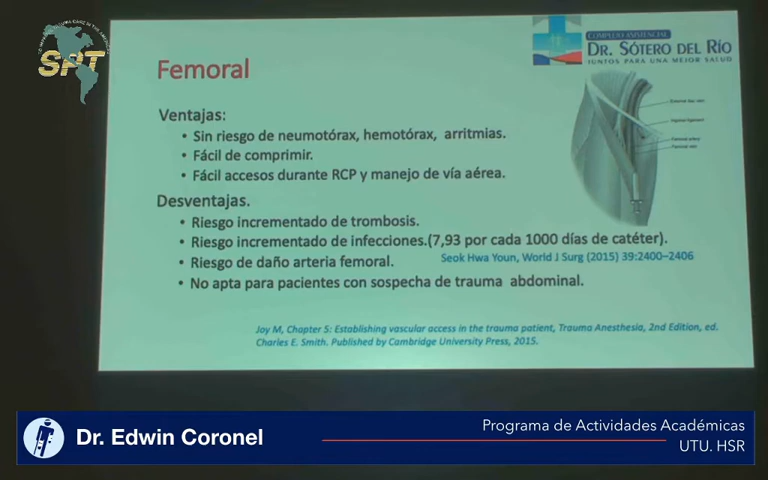 SPT
COMPLEJO ASISTENCIAL
DR. SÓTERO DEL RÍO
JUNTOS PARA UNA MEJOR SALUD
Femoral
Ventajas:
• Sin riesgo de neumotórax, hemotórax, arritmias.
• Fácil de comprimir.
• Fácil accesos durante RCP y manejo de vía aérea.
Desventajas.
• Riesgo incrementado de trombosis.
• Riesgo incrementado de infecciones.(7,93 por cada 1000 días de catéter).
• Riesgo de daño arteria femoral.
Seok Hwa Youn, World J Surg (2015) 39:2400–2406
• No apta para pacientes con sospecha de trauma abdominal.
Joy M, Chapter 5: Establishing vascular access in the trauma patient, Trauma Anesthesia, 2nd Edition, ed.
Charles E. Smith. Published by Cambridge University Press, 2015.
Dr. Edwin Coronel
Programa de Actividades Académicas
UTU. HSR